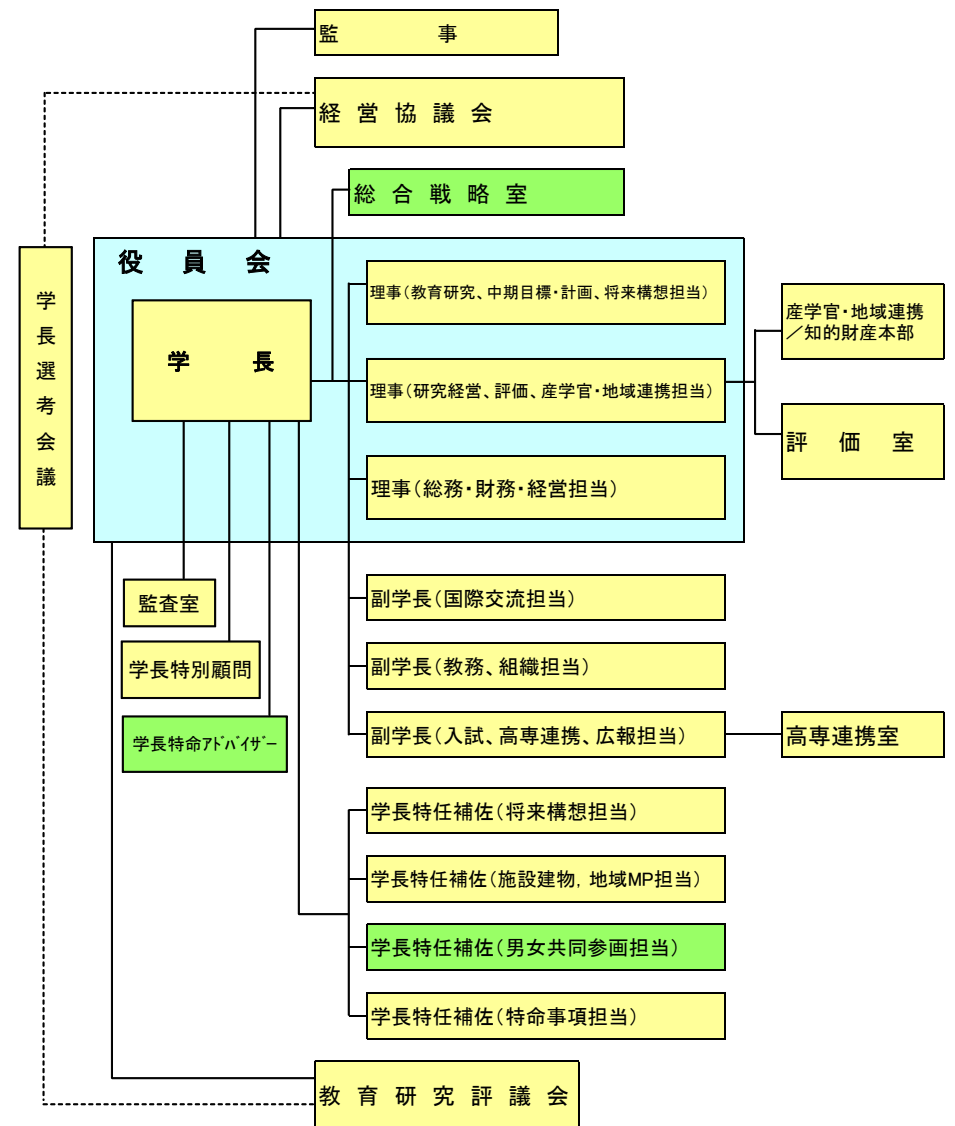 監事
経営協議会
総合戦略室
役員会
学長
理事(教育研究、中期目標・計画、将来構想担当)
理事(研究経営、評価、産学官・地域連携担当)
理事(総務・財務・経営担当)
産学官・地域連携
／知的財産本部
評価室
学長選考会議
監査室
学長特別顧問
学長特命ｱﾄﾞﾊﾞｲｻﾞｰ
副学長(国際交流担当)
副学長(教務、組織担当)
副学長(入試、高専連携、広報担当)
高専連携室
学長特任補佐(将来構想担当)
学長特任補佐(施設建物，地域MP担当)
学長特任補佐(男女共同参画担当)
学長特任補佐(特命事項担当)
教育研究評議会